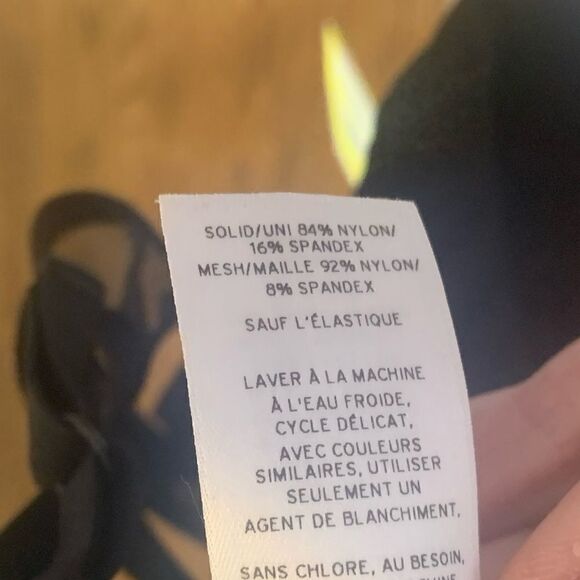 SOLID/UNI 84% NYLON/
16% SPANDEX
MESH/MAILLE 92% NYLON/
8% SPANDEX
SAUF L'ÉLASTIQUE
LAVER À LA MACHINE
À L'EAU FROIDE,
CYCLE DÉLICAT,
AVEC COULEURS
SIMILAIRES, UTILISER
SEULEMENT UN
AGENT DE BLANCHIMENT,
SANS CHLORE, AU BESOIN,